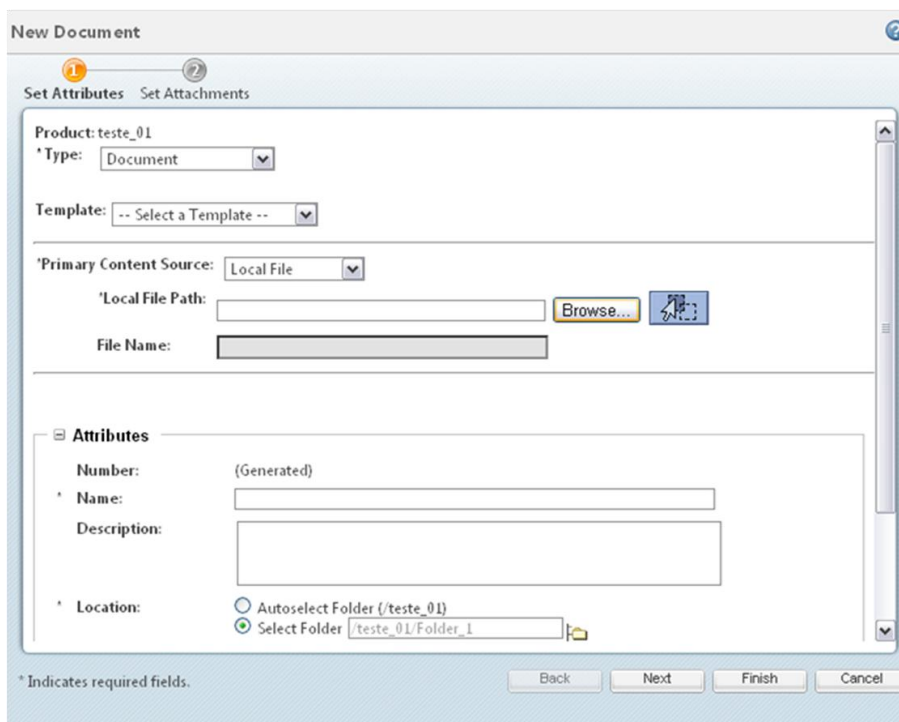 New Document
?
1 2
Set Attributes Set Attachments
Product: teste_01
*Type: Document
Template: -- Select a Template --
*Primary Content Source: Local File
*Local File Path: Browse...
File Name:
Attributes
Number: (Generated)
* Name:
Description:
* Location: Autoselect Folder (/teste_01)
Select Folder /teste_01/Folder_1
* Indicates required fields. Back Next Finish Cancel